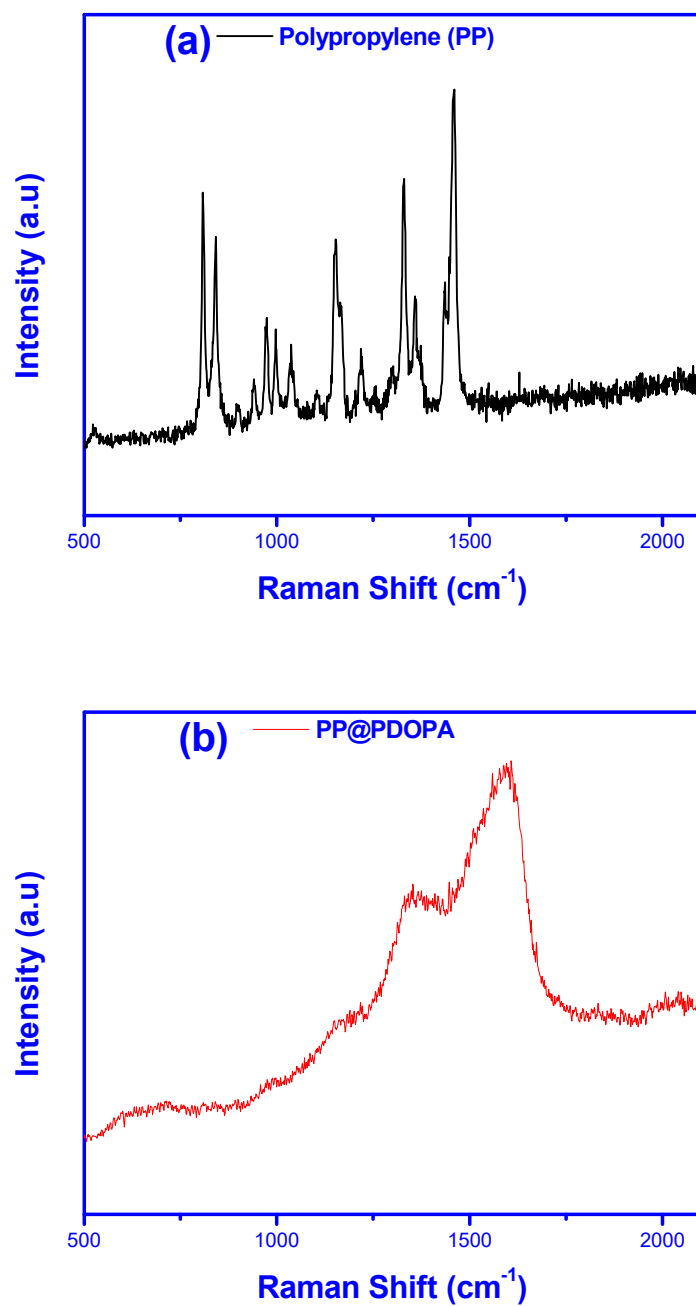 (a) Polypropylene (PP)
Intensity (a.u)
500 1000 1500 2000
Raman Shift (cm⁻¹)
(b) PP@PDOPA
Intensity (a.u)
500 1000 1500 2000
Raman Shift (cm⁻¹)